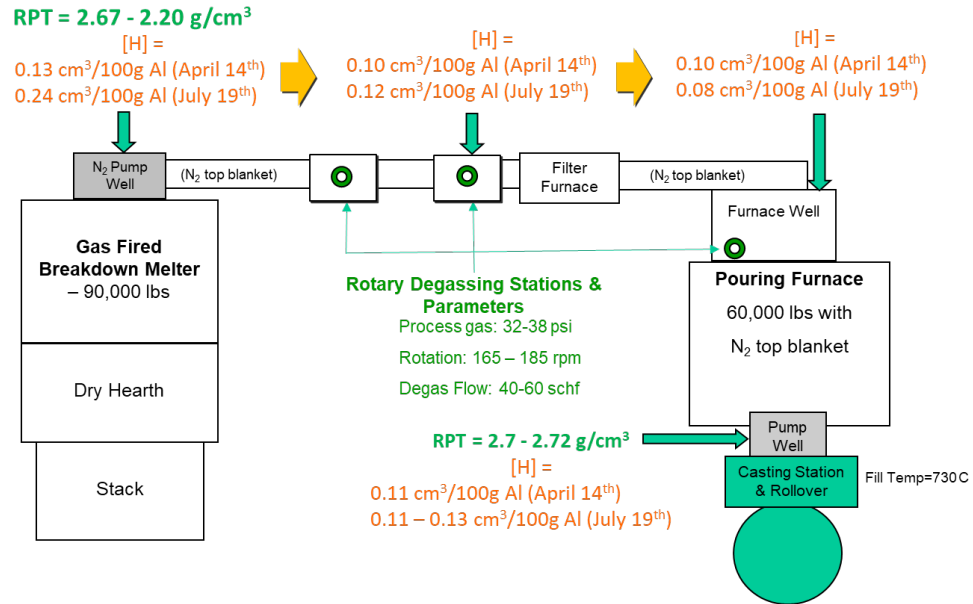 RPT = 2.67 - 2.20 g/cm³
[H] =
0.13 cm³/100g Al (April 14ᵗʰ)
0.24 cm³/100g Al (July 19ᵗʰ)
[H] =
0.10 cm³/100g Al (April 14ᵗʰ)
0.12 cm³/100g Al (July 19ᵗʰ)
[H] =
0.10 cm³/100g Al (April 14ᵗʰ)
0.08 cm³/100g Al (July 19ᵗʰ)
N₂ Pump
Well
(N₂ top blanket)
Filter
Furnace
(N₂ top blanket)
Furnace Well
Gas Fired
Breakdown Melter
– 90,000 lbs
Dry Hearth
Stack
Rotary Degassing Stations &
Parameters
Process gas: 32-38 psi
Rotation: 165 – 185 rpm
Degas Flow: 40-60 schf
Pouring Furnace
60,000 lbs with
N₂ top blanket
RPT = 2.7 - 2.72 g/cm³
[H] =
0.11 cm³/100g Al (April 14ᵗʰ)
0.11 – 0.13 cm³/100g Al (July 19ᵗʰ)
Pump
Well
Casting Station
& Rollover
Fill Temp=730C